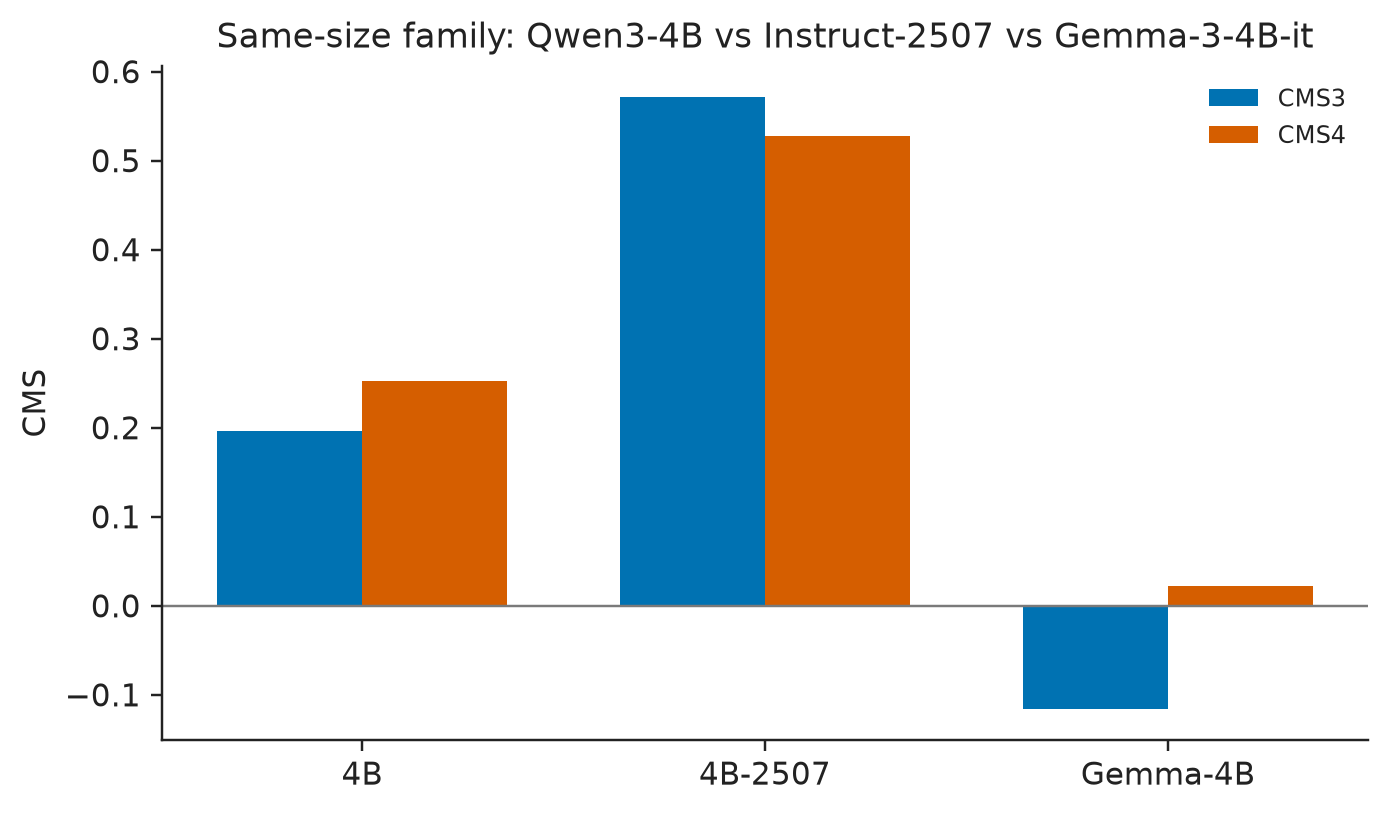 Same-size family: Qwen3-4B vs Instruct-2507 vs Gemma-3-4B-it
CMS3
CMS4
0.6
0.5
0.4
0.3
0.2
0.1
0.0
−0.1
CMS
4B
4B-2507
Gemma-4B